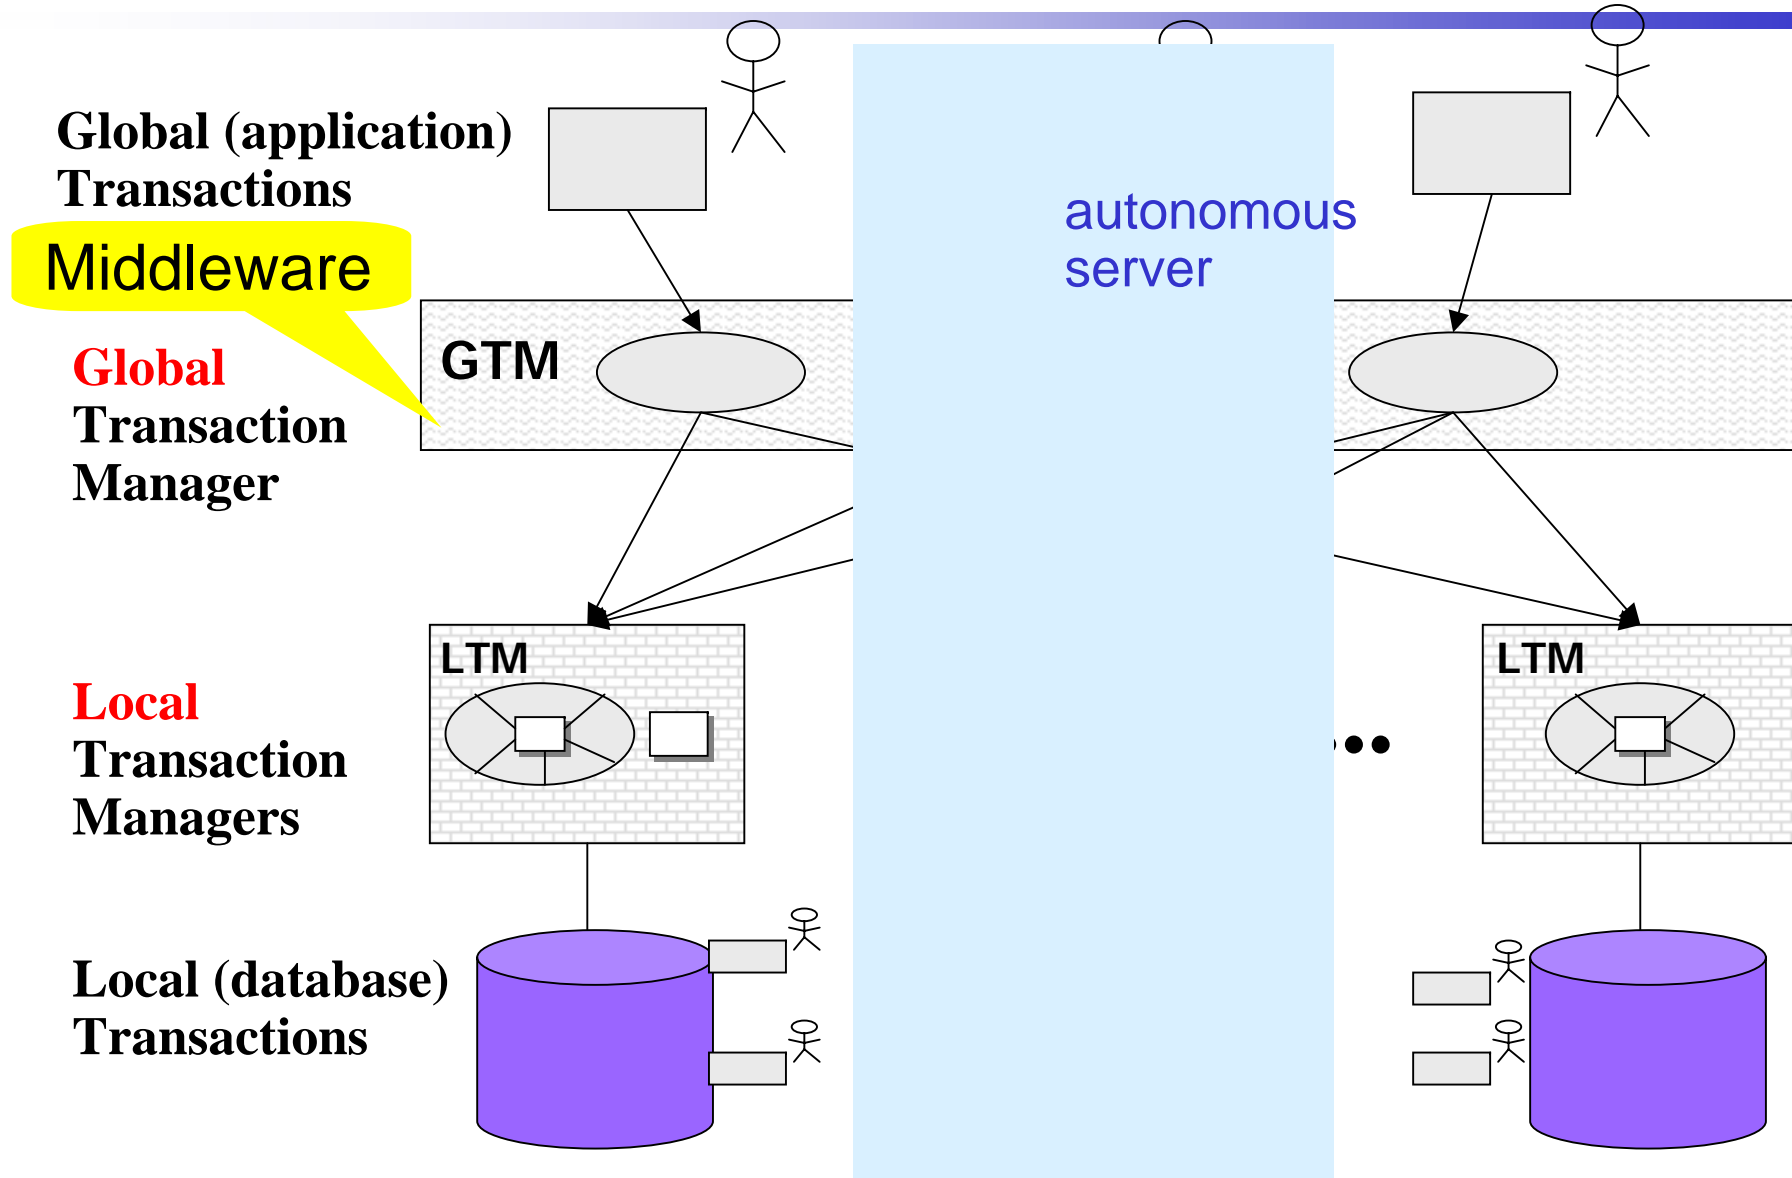 Global (application)
Transactions
autonomous
server
Middleware
Global
Transaction
Manager
GTM
LTM
LTM
Local
Transaction
Managers
Local (database)
Transactions